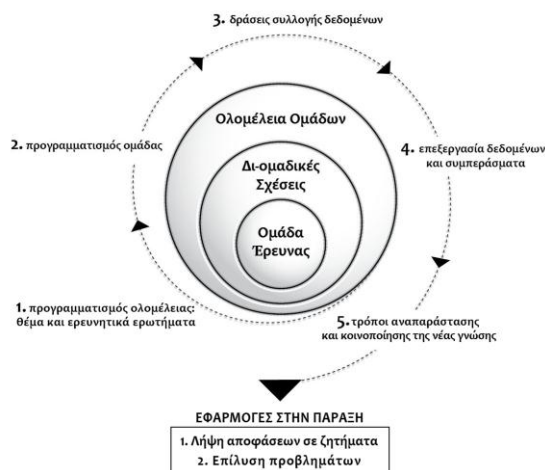 3. δράσεις συλλογής δεδομένων
Ολομέλεια Ομάδων
2. προγραμματισμός ομάδας
4. επεξεργασία δεδομένων
και συμπεράσματα
Δι-ομαδικές
Σχέσεις
Ομάδα
Έρευνας
1. προγραμματισμός ολομέλειας:
θέμα και ερευνητικά ερωτήματα
5. τρόποι αναπαράστασης
και κοινοποίησης της νέας γνώσης
ΕΦΑΡΜΟΓΕΣ ΣΤΗΝ ΠΑΡΑΞΗ
1. Λήψη αποφάσεων σε ζητήματα
2. Επίλυση προβλημάτων